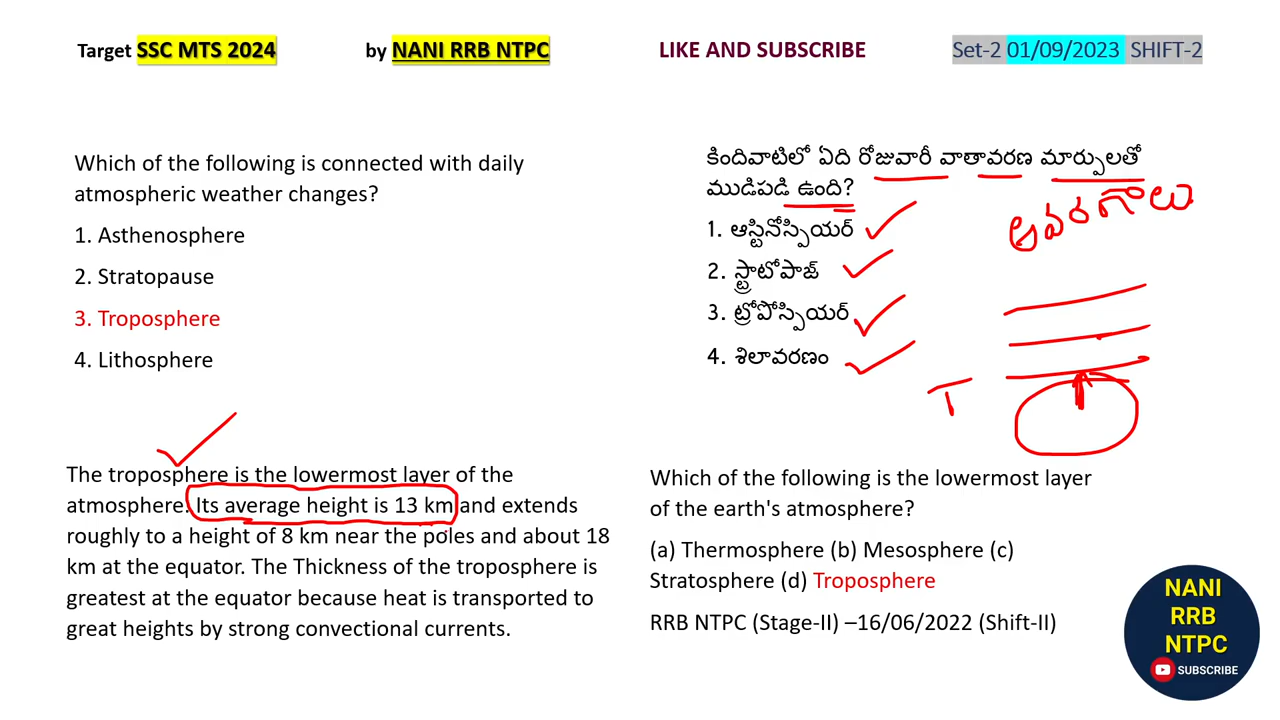 Target SSC MTS 2024 by NANI RRB NTPC LIKE AND SUBSCRIBE Set-2 01/09/2023 SHIFT-2
Which of the following is connected with daily
atmospheric weather changes?
1. Asthenosphere
2. Stratopause
3. Troposphere
4. Lithosphere
కిందివాటిలో ఏది రోజువారీ వాతావరణ మార్పులతో
ముడిపడి ఉంది?
1. ఆస్టినోస్పియర్
2. స్ట్రాటోపాజ్
3. ట్రోపోస్పియర్
4. శిలావరణం
ఆవరణాలు
T
The troposphere is the lowermost layer of the
atmosphere. Its average height is 13 km and extends
roughly to a height of 8 km near the poles and about 18
km at the equator. The Thickness of the troposphere is
greatest at the equator because heat is transported to
great heights by strong convectional currents.
Which of the following is the lowermost layer
of the earth's atmosphere?
(a) Thermosphere (b) Mesosphere (c)
Stratosphere (d) Troposphere
RRB NTPC (Stage-II) –16/06/2022 (Shift-II)
NANI
RRB
NTPC
SUBSCRIBE